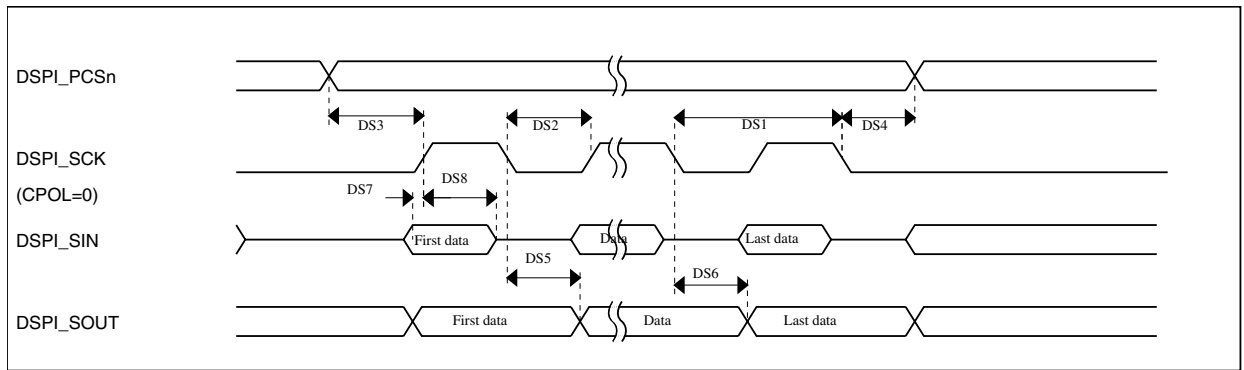 DSPI_PCSn
DS3
DS2
DS1
DS4
DSPI_SCK
(CPOL=0)
DS7
DS8
DSPI_SIN
First data
Data
Last data
DS5
DS6
DSPI_SOUT
First data
Data
Last data